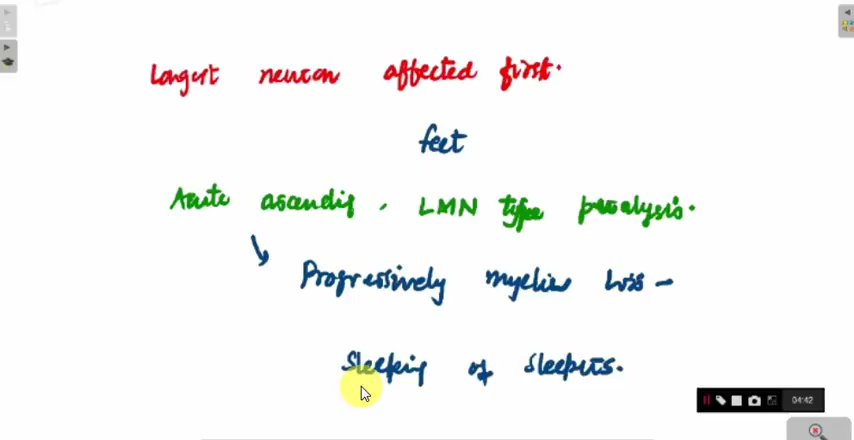 Longest neuron affected first.
feet
Acute ascendig, LMN type paralysis.
Progressively myelin loss -
Sleeping of sleepers.
04:42